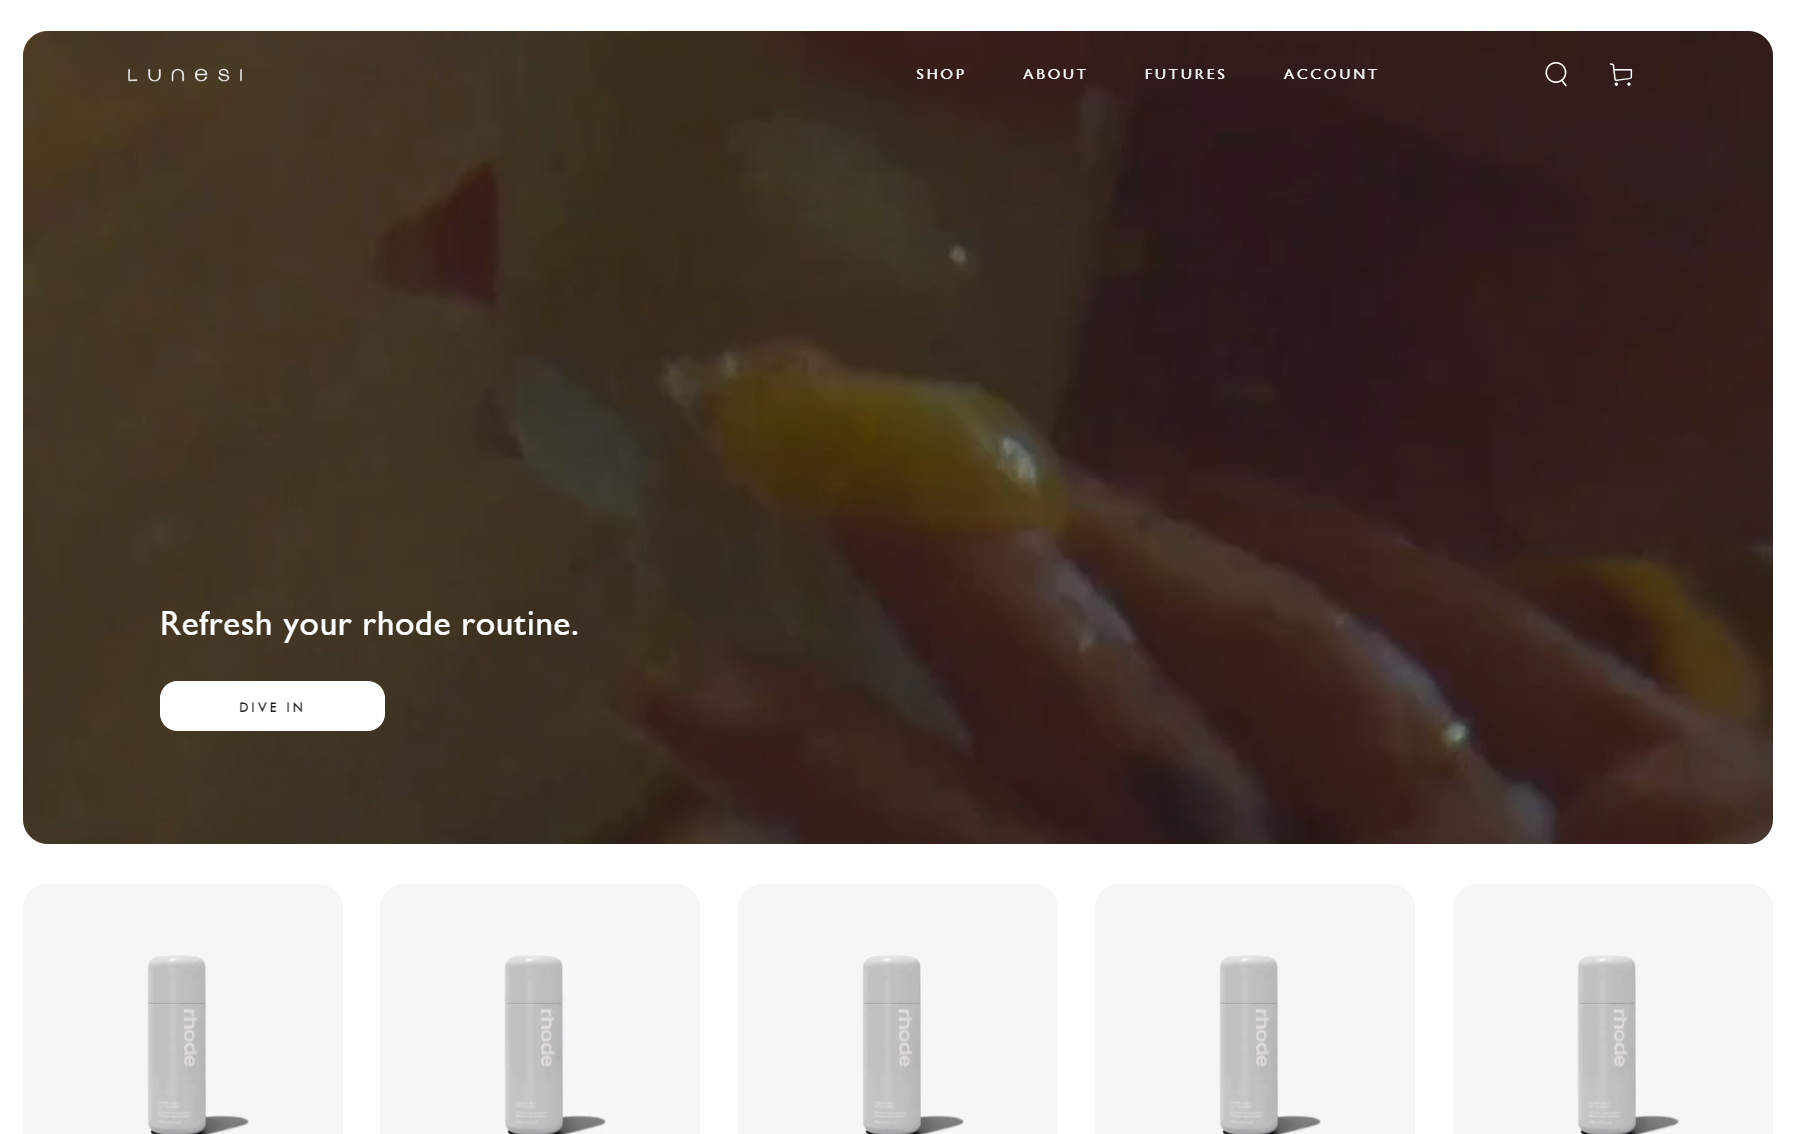 LUNESI
SHOP ABOUT FUTURES ACCOUNT
Refresh your rhode routine.
DIVE IN
rhode
rhode
rhode
rhode
rhode